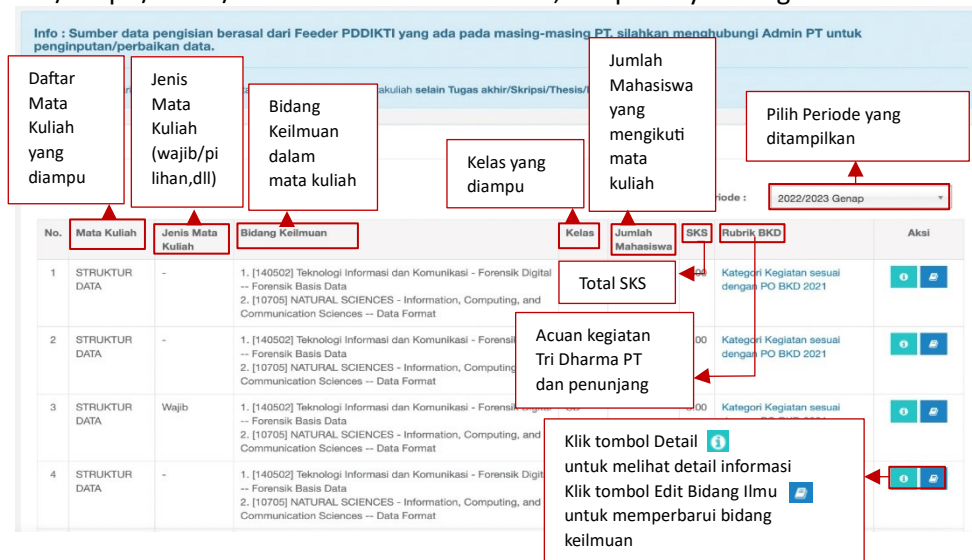 Info : Sumber data pengisian berasal dari Feeder PDDIKTI yang ada pada masing-masing PT, silahkan menghubungi Admin PT untuk
penginputan/perbaikan data.
selain Tugas akhir/Skripsi/Thesis/
Daftar
Mata
Kuliah
yang
diampu
Jenis
Mata
Kuliah
(wajib/pi
lihan,dll)
Bidang
Keilmuan
dalam
mata kuliah
Kelas yang
diampu
Jumlah
Mahasiswa
yang
mengikuti
mata
kuliah
Pilih Periode yang
ditampilkan
2022/2023 Genap
No. Mata Kuliah Jenis Mata Kuliah Bidang Keilmuan Kelas Jumlah Mahasiswa SKS Rubrik BKD Aksi
Total SKS
Acuan kegiatan
Tri Dharma PT
dan penunjang
1 STRUKTUR DATA - 1. [140502] Teknologi Informasi dan Komunikasi - Forensik Digital
-- Forensik Basis Data
2. [10705] NATURAL SCIENCES - Information, Computing, and
Communication Sciences -- Data Format
Kategori Kegiatan sesuai
dengan PO BKD 2021
2 STRUKTUR DATA - 1. [140502] Teknologi Informasi dan Komunikasi -
-- Forensik Basis Data
2. [10705] NATURAL SCIENCES - Information,
Communication Sciences -- Data Format
Kategori Kegiatan sesuai
dengan PO BKD 2021
3 STRUKTUR DATA Wajib 1. [140502] Teknologi Informasi dan Komunikasi -
-- Forensik Basis Data
2. [10705] NATURAL SCIENCES - Information, Computing, and
Communication Sciences -- Data Format
Kategori Kegiatan sesuai
4 STRUKTUR DATA - 1. [140502] Teknologi Informasi dan Komunikasi - Forensik
-- Forensik Basis Data
2. [10705] NATURAL SCIENCES - Information, Computing, and
Communication Sciences -- Data Format
Klik tombol Detail
untuk melihat detail informasi
Klik tombol Edit Bidang Ilmu
untuk memperbarui bidang
keilmuan